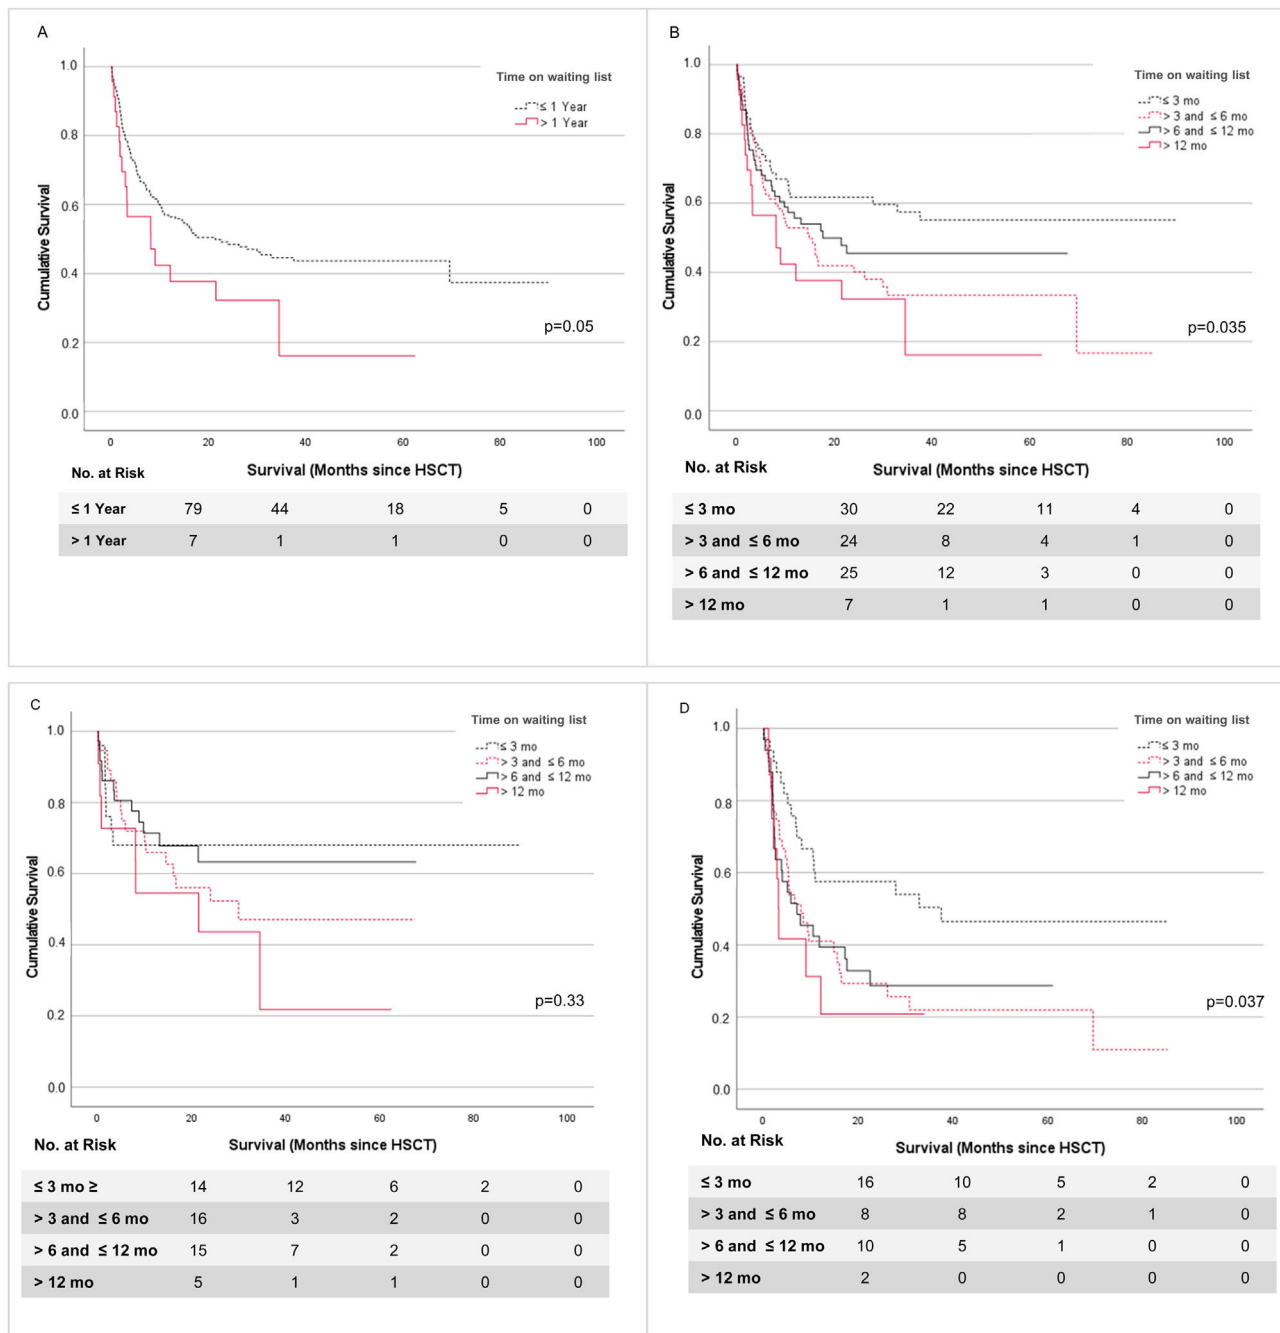 A
Time on waiting list
≤ 1 Year
> 1 Year
1.0
0.8
0.6
0.4
0.2
0.0
Cumulative Survival
p=0.05
0 20 40 60 80 100
No. at Risk
Survival (Months since HSCT)
≤ 1 Year 79 44 18 5 0
> 1 Year 7 1 1 0 0
B
Time on waiting list
≤ 3 mo
> 3 and ≤ 6 mo
> 6 and ≤ 12 mo
> 12 mo
1.0
0.8
0.6
0.4
0.2
0.0
Cumulative Survival
p=0.035
0 20 40 60 80 100
No. at Risk
Survival (Months since HSCT)
≤ 3 mo 30 22 11 4 0
> 3 and ≤ 6 mo 24 8 4 1 0
> 6 and ≤ 12 mo 25 12 3 0 0
> 12 mo 7 1 1 0 0
C
Time on waiting list
≤ 3 mo
> 3 and ≤ 6 mo
> 6 and ≤ 12 mo
> 12 mo
1.0
0.8
0.6
0.4
0.2
0.0
Cumulative Survival
p=0.33
0 20 40 60 80 100
No. at Risk
Survival (Months since HSCT)
≤ 3 mo ≥ 14 12 6 2 0
> 3 and ≤ 6 mo 16 3 2 0 0
> 6 and ≤ 12 mo 15 7 2 0 0
> 12 mo 5 1 1 0 0
D
Time on waiting list
≤ 3 mo
> 3 and ≤ 6 mo
> 6 and ≤ 12 mo
> 12 mo
1.0
0.8
0.6
0.4
0.2
0.0
Cumulative Survival
p=0.037
0 20 40 60 80 100
No. at Risk
Survival (Months since HSCT)
≤ 3 mo 16 10 5 2 0
> 3 and ≤ 6 mo 8 8 2 1 0
> 6 and ≤ 12 mo 10 5 1 0 0
> 12 mo 2 0 0 0 0